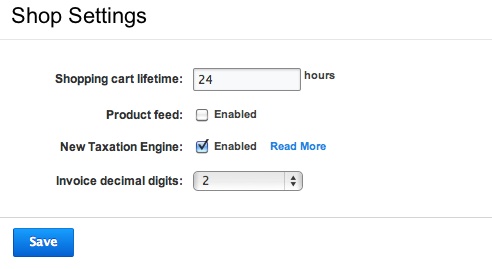 Shop Settings
Shopping cart lifetime: 24 hours
Product feed: Enabled
New Taxation Engine: Enabled Read More
Invoice decimal digits: 2
Save